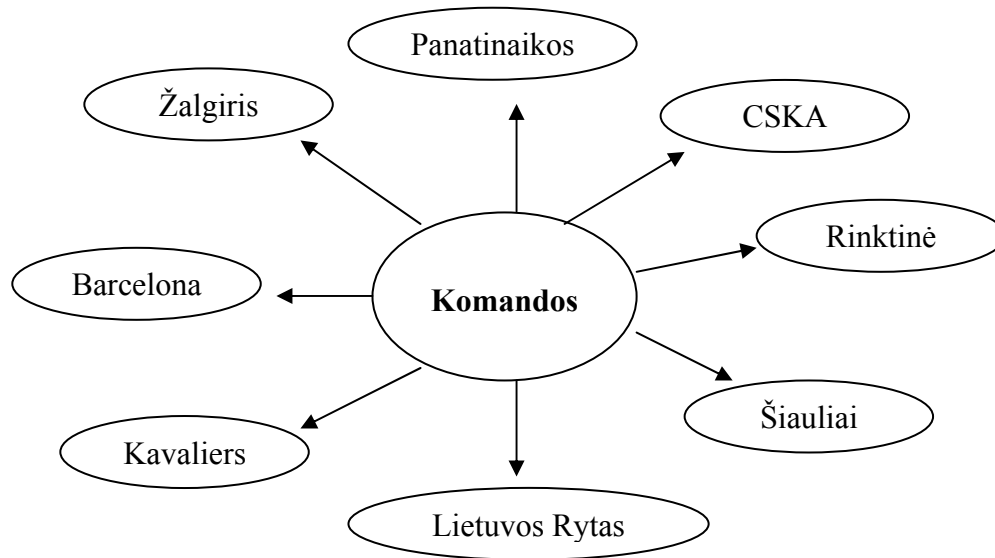 Panatinaikos
Žalgiris
CSKA
Rinktinė
Barcelona
Komandos
Šiauliai
Kavaliers
Lietuvos Rytas